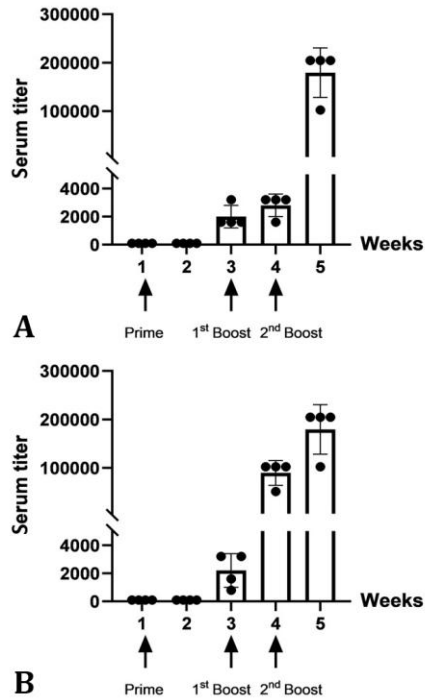 300000
200000
100000
4000
2000
0
Serum titer
Weeks
1 2 3 4 5
Prime 1st Boost 2nd Boost
A
300000
200000
100000
4000
2000
0
Serum titer
Weeks
1 2 3 4 5
Prime 1st Boost 2nd Boost
B